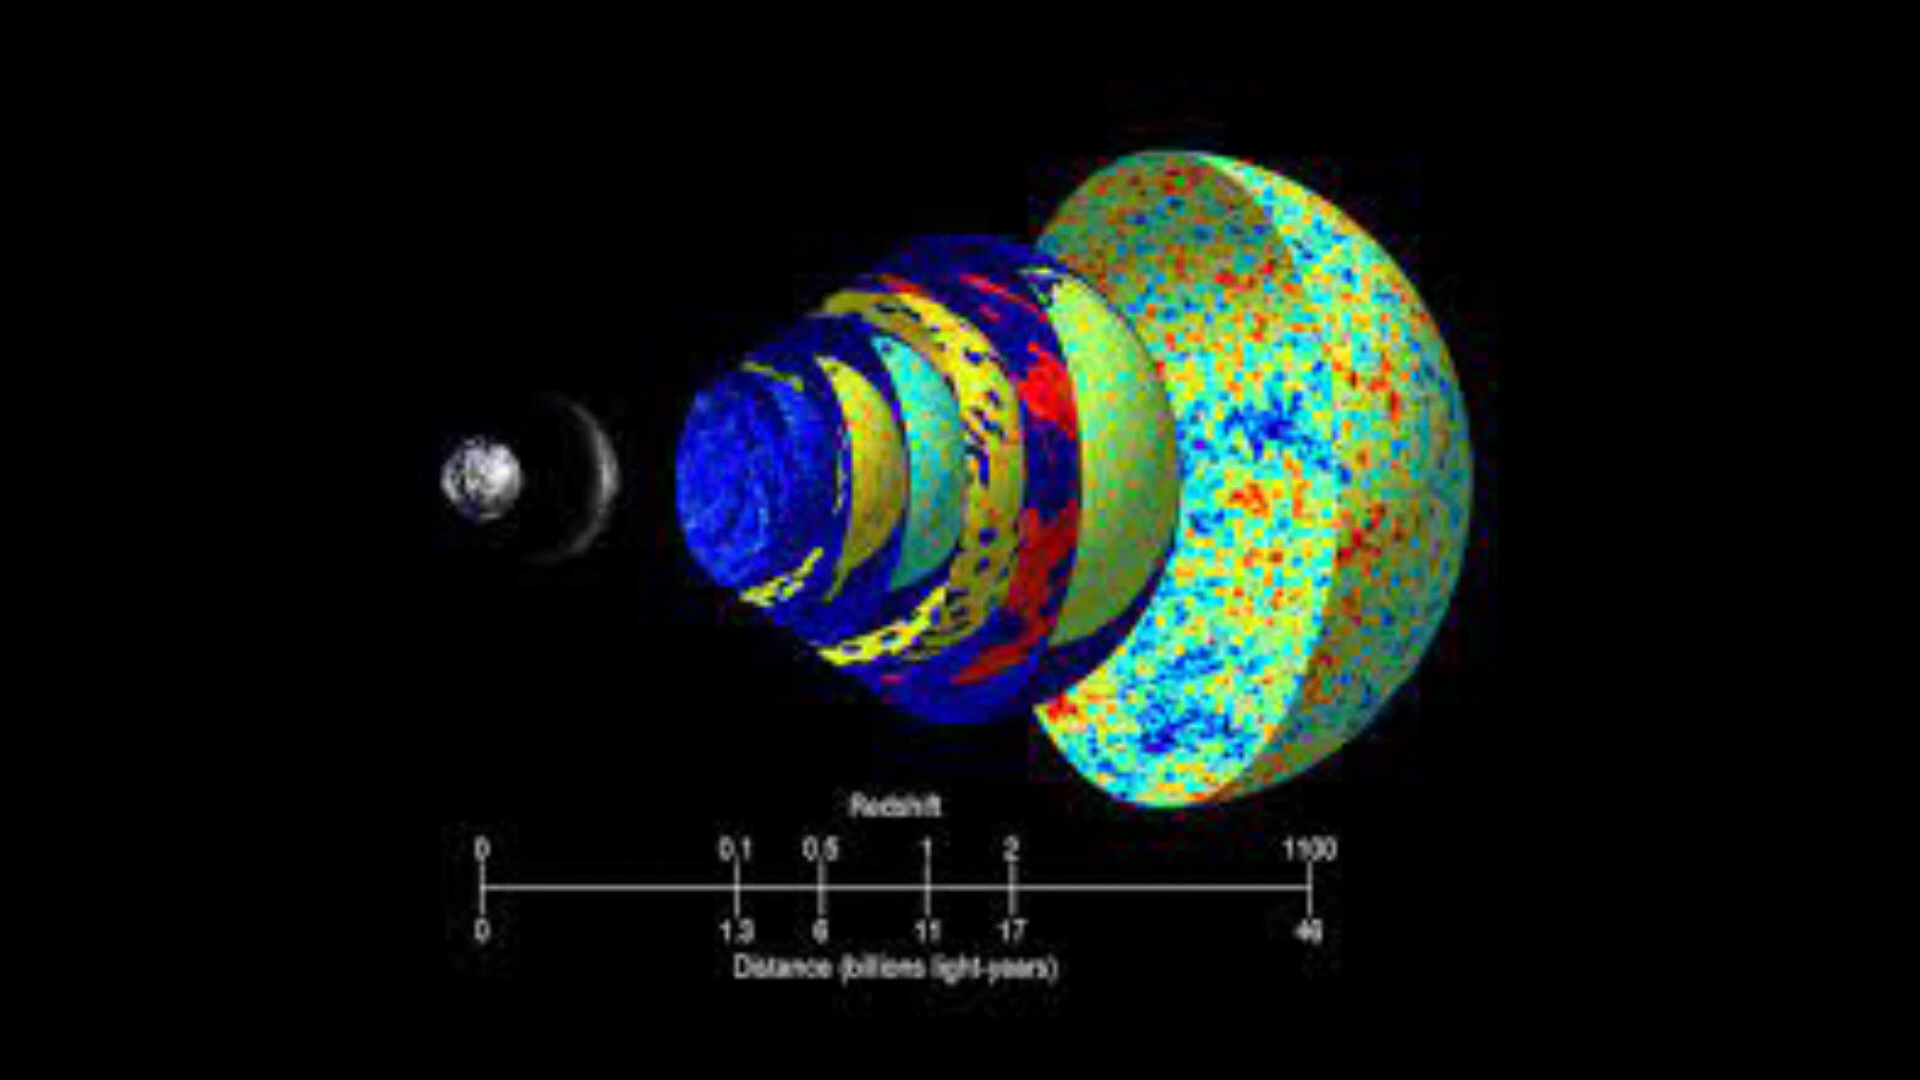 Redshift
0 0.1 0.5 1 2 1100
0 1.3 6 11 17 46
Distance (billions light-years)